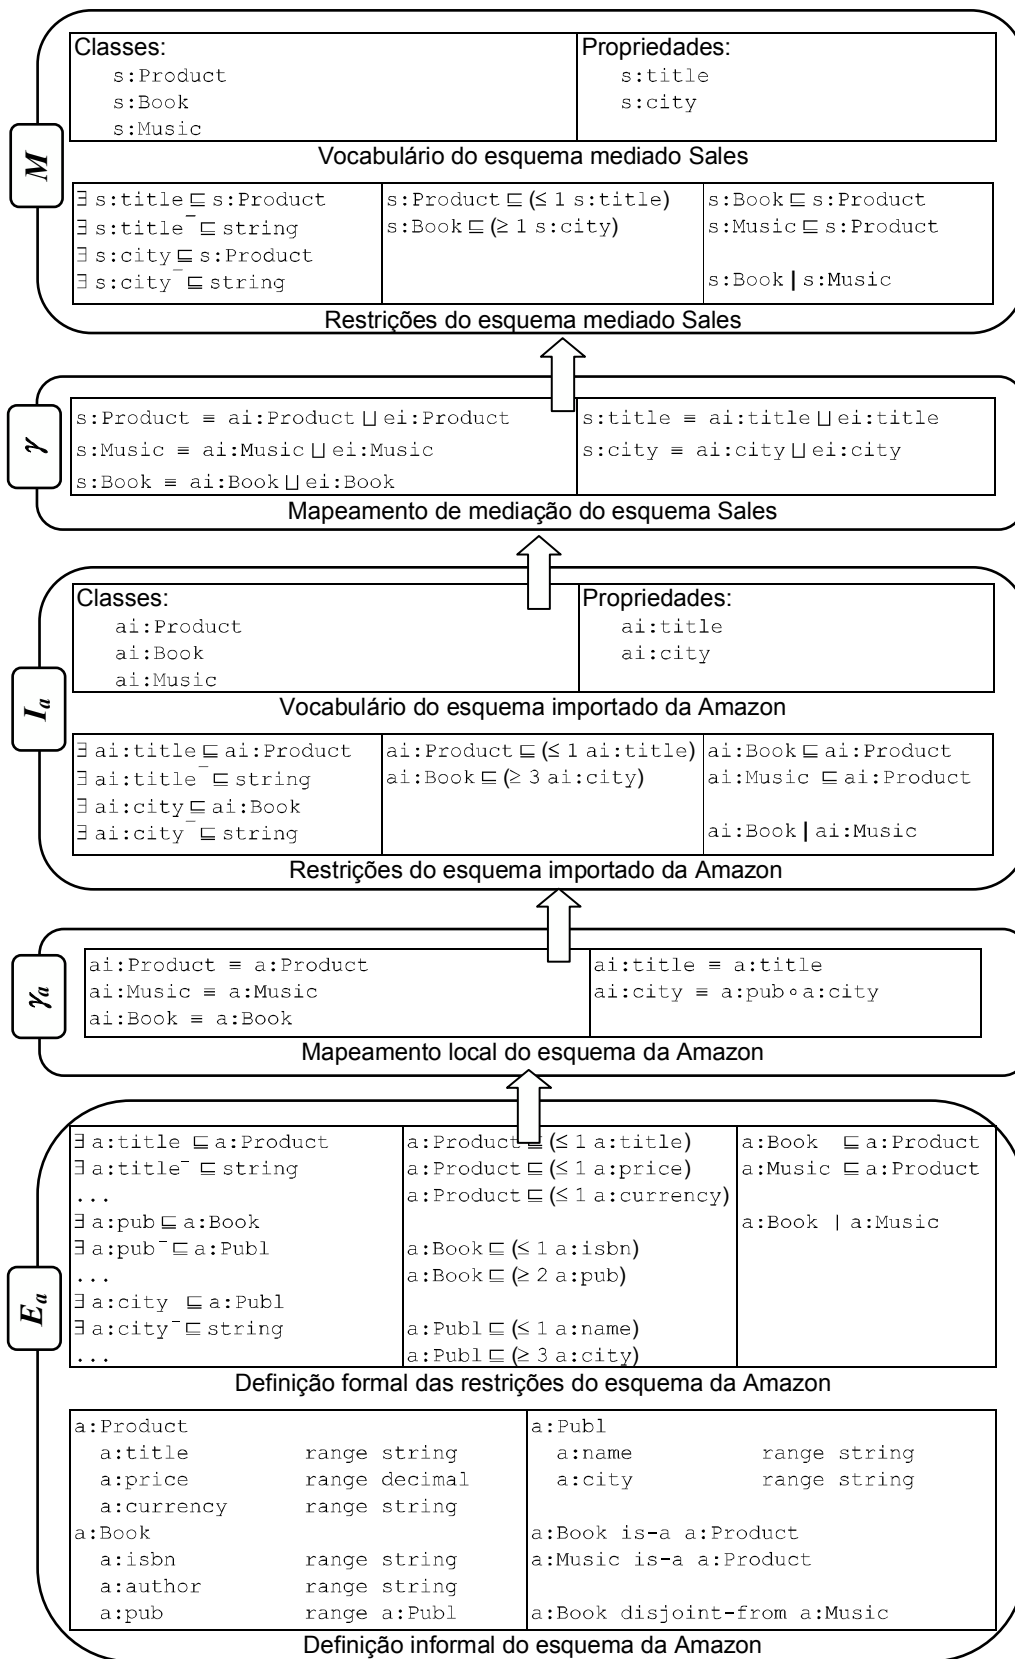 M
Classes:
s:Product
s:Book
s:Music
Propriedades:
s:title
s:city
Vocabulário do esquema mediado Sales
∃ s:title ⊑ s:Product
∃ s:title⁻ ⊑ string
∃ s:city ⊑ s:Product
∃ s:city⁻ ⊑ string
s:Product ⊑ (≤ 1 s:title)
s:Book ⊑ (≥ 1 s:city)
s:Book ⊑ s:Product
s:Music ⊑ s:Product
s:Book | s:Music
Restrições do esquema mediado Sales
γ
s:Product ≡ ai:Product ⊔ ei:Product
s:Music ≡ ai:Music ⊔ ei:Music
s:Book ≡ ai:Book ⊔ ei:Book
s:title ≡ ai:title ⊔ ei:title
s:city ≡ ai:city ⊔ ei:city
Mapeamento de mediação do esquema Sales
Iₐ
Classes:
ai:Product
ai:Book
ai:Music
Propriedades:
ai:title
ai:city
Vocabulário do esquema importado da Amazon
∃ ai:title ⊑ ai:Product
∃ ai:title⁻ ⊑ string
∃ ai:city ⊑ ai:Book
∃ ai:city⁻ ⊑ string
ai:Product ⊑ (≤ 1 ai:title)
ai:Book ⊑ (≥ 3 ai:city)
ai:Book ⊑ ai:Product
ai:Music ⊑ ai:Product
ai:Book | ai:Music
Restrições do esquema importado da Amazon
γₐ
ai:Product ≡ a:Product
ai:Music ≡ a:Music
ai:Book ≡ a:Book
ai:title ≡ a:title
ai:city ≡ a:pub∘a:city
Mapeamento local do esquema da Amazon
Eₐ
∃ a:title ⊑ a:Product
∃ a:title⁻ ⊑ string
...
∃ a:pub ⊑ a:Book
∃ a:pub⁻ ⊑ a:Publ
...
∃ a:city ⊑ a:Publ
∃ a:city⁻ ⊑ string
...
a:Product ⊑ (≤ 1 a:title)
a:Product ⊑ (≤ 1 a:price)
a:Product ⊑ (≤ 1 a:currency)
a:Book ⊑ (≤ 1 a:isbn)
a:Book ⊑ (≥ 2 a:pub)
a:Publ ⊑ (≤ 1 a:name)
a:Publ ⊑ (≥ 3 a:city)
a:Book ⊑ a:Product
a:Music ⊑ a:Product
a:Book | a:Music
Definição formal das restrições do esquema da Amazon
a:Product
a:title range string
a:price range decimal
a:currency range string
a:Book
a:isbn range string
a:author range string
a:pub range a:Publ
a:Publ
a:name range string
a:city range string
a:Book is-a a:Product
a:Music is-a a:Product
a:Book disjoint-from a:Music
Definição informal do esquema da Amazon